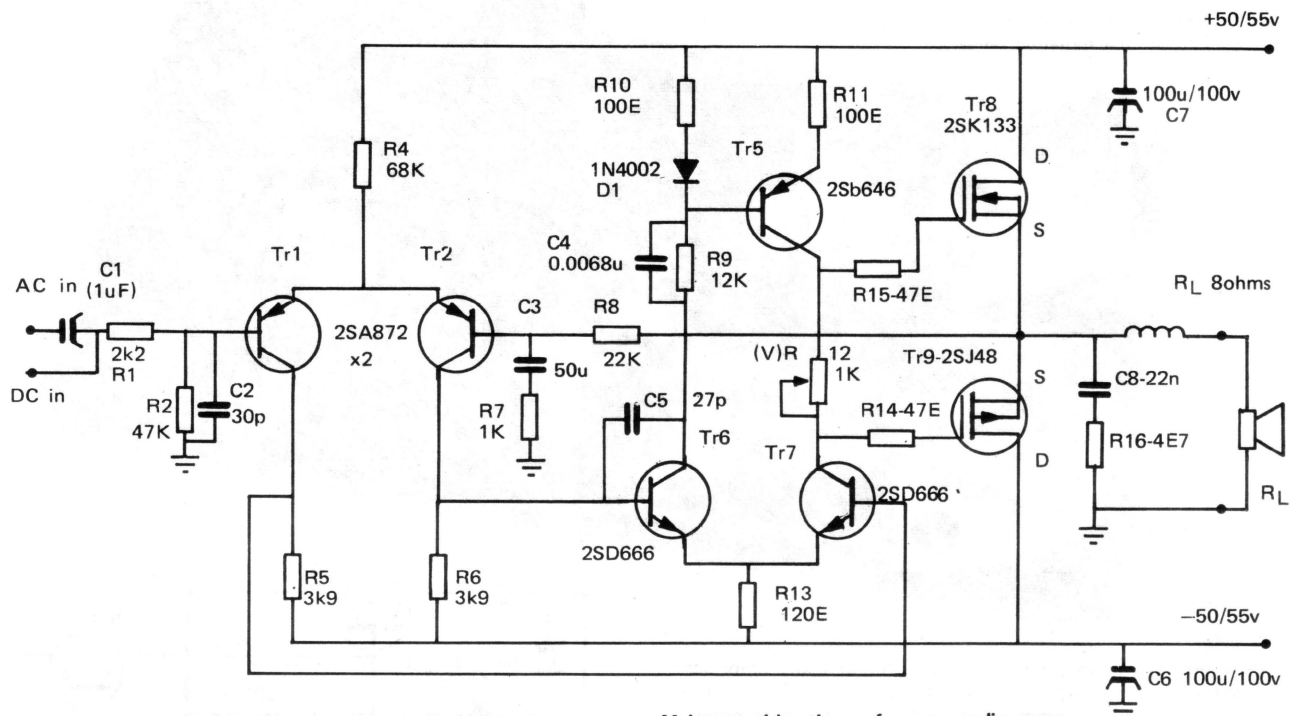 +50/55v
R10
100E
R11
100E
Tr8
2SK133
100u/100v
C7
R4
68K
1N4002
D1
Tr5
2Sb646
D
S
C4
0.0068u
R9
12K
R15-47E
Tr1
Tr2
C1
AC in (1uF)
2k2
R1
DC in
2SA872
x2
C3
50u
R8
22K
RL 8ohms
(V)R
12
1K
Tr9-2SJ48
S
D
C8-22n
R2
47K
C2
30p
R7
1K
C5
27p
Tr6
Tr7
R14-47E
R16-4E7
RL
2SD666
2SD666
R5
3k9
R6
3k9
R13
120E
—50/55v
C6 100u/100v